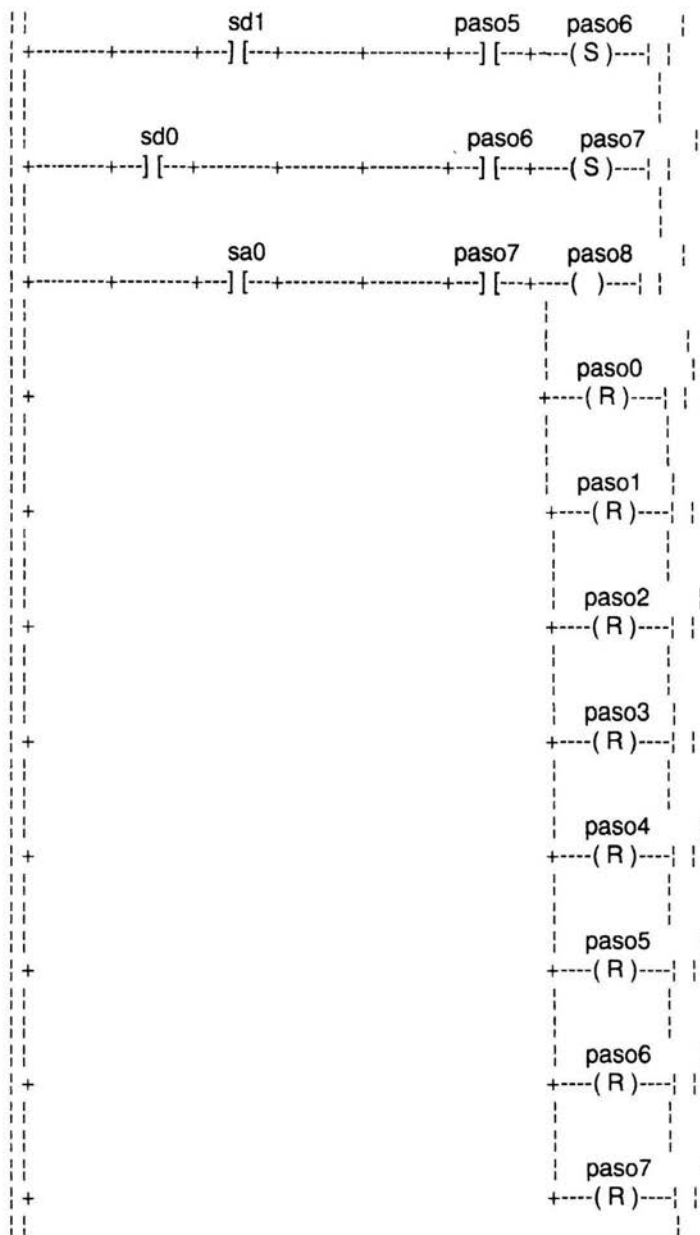 sd1 paso5 paso6
] [ ] [ ( S )
sd0 paso6 paso7
] [ ] [ ( S )
sa0 paso7 paso8
] [ ] [ ( )
paso0
( R )
paso1
( R )
paso2
( R )
paso3
( R )
paso4
( R )
paso5
( R )
paso6
( R )
paso7
( R )